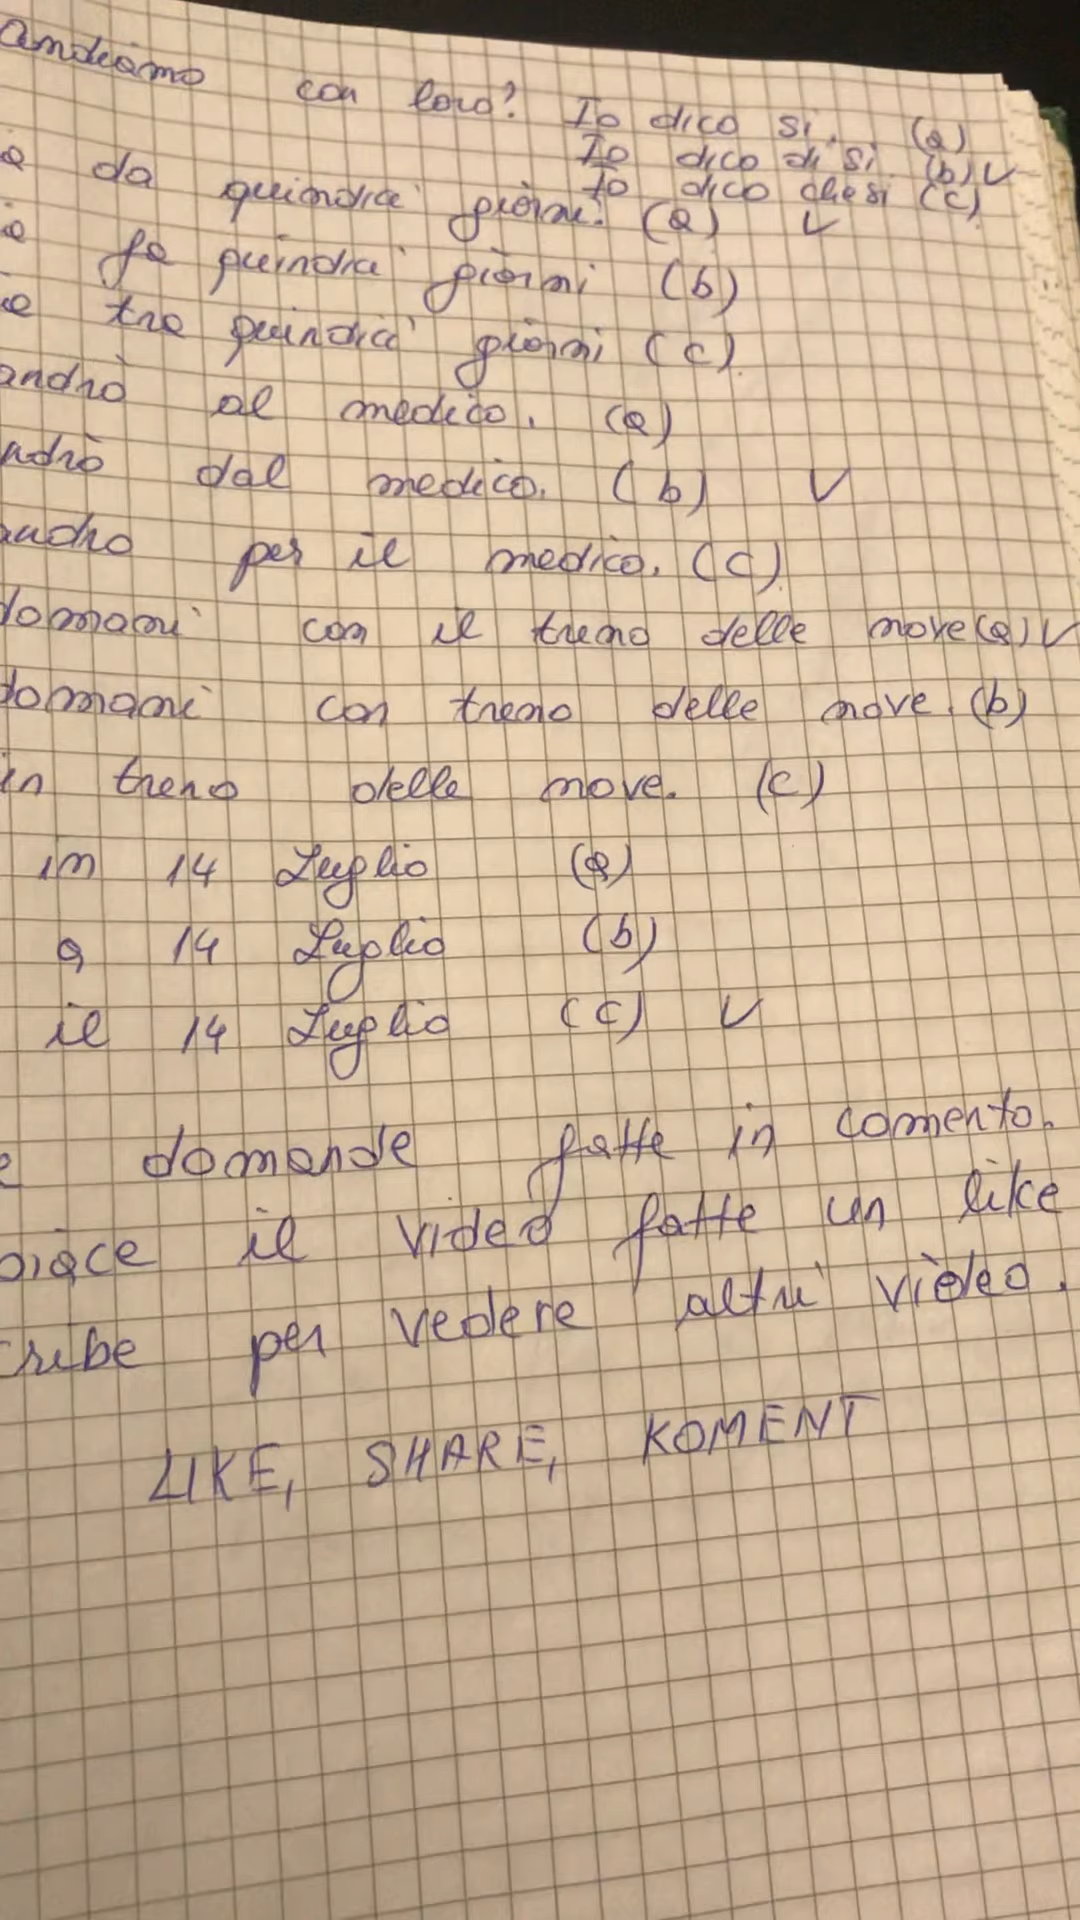 andiamo con loro? Io dico si. (a)
Io dico di si (b) V
Io dico che si (c)
da quindici giorni. (a) V
fa quindici giorni (b)
tra quindici giorni (c).
andrò al medico. (a)
ndrò dal medico. (b) V
andrò per il medico. (c)
domani con il treno delle nove (a) V
domani con treno delle nove. (b)
in treno delle nove. (c)
in 14 Luglio (a)
a 14 Luglio (b)
il 14 Luglio (c) V
e domande fatte in comento.
piace il video fatte un like
cribe per vedere altri video.
LIKE, SHARE, KOMENT